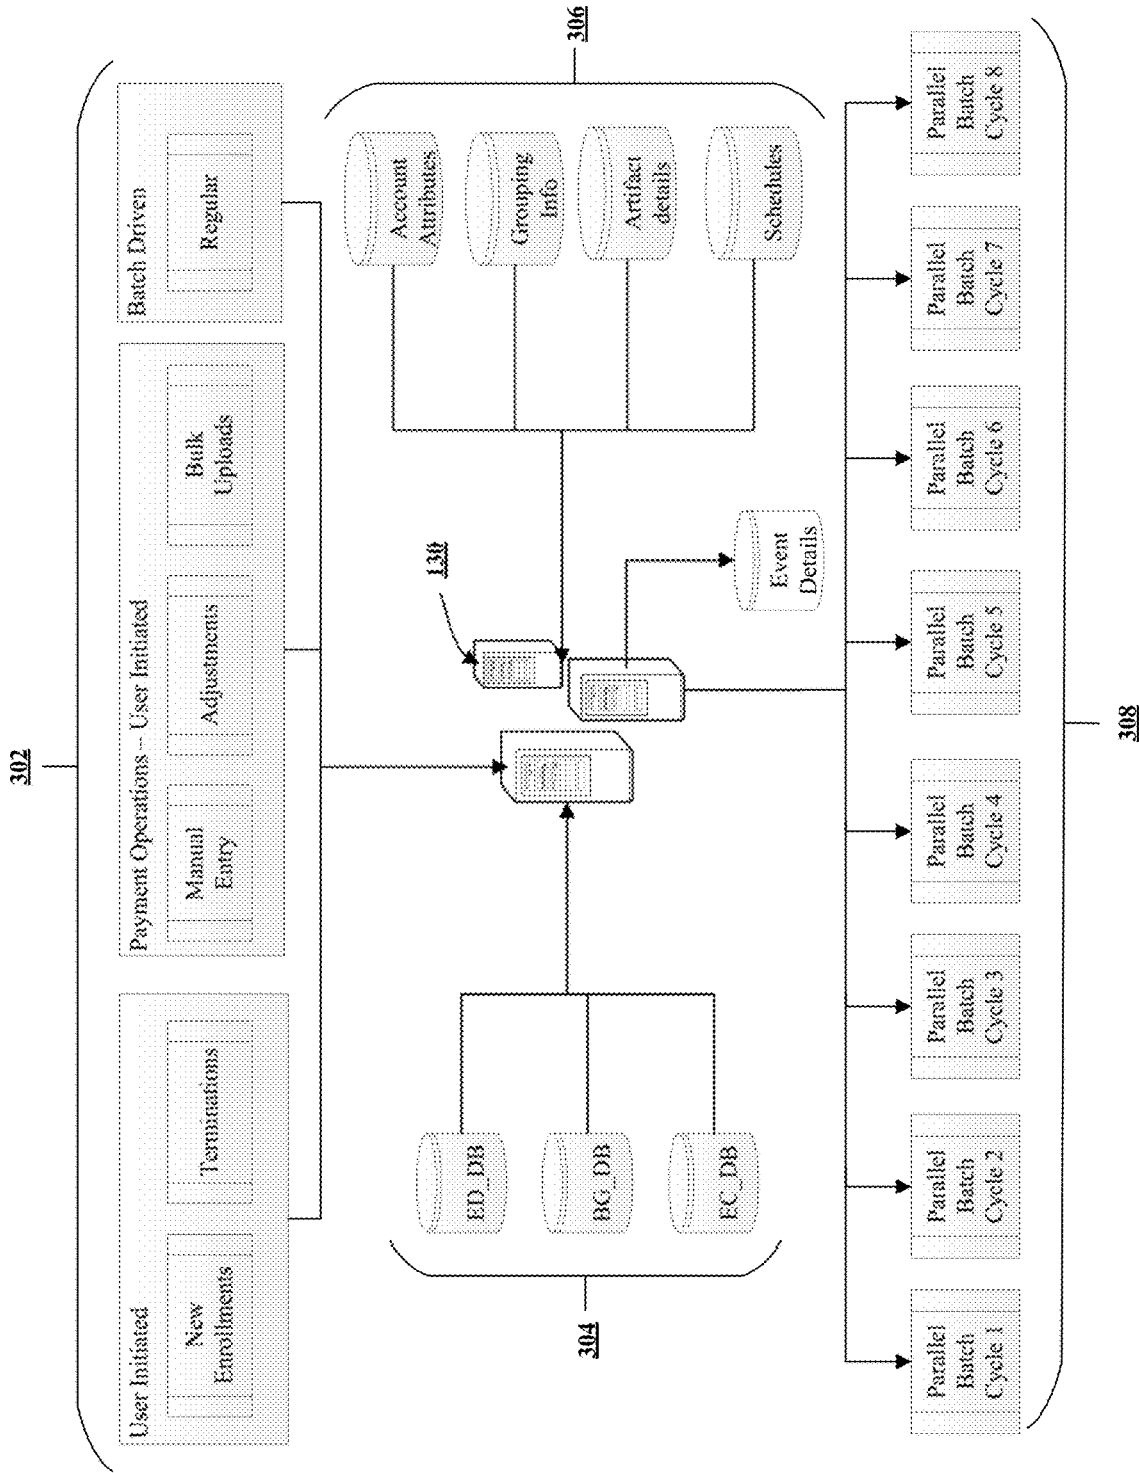 302
User Initiated
New
Enrollments
Terminations
Payment Operations – User Initiated
Manual
Entry
Adjustments
Bulk
Uploads
Batch Driven
Regular
304
ED_DB
BG_DB
EC_DB
130
Event
Details
306
Account
Attributes
Grouping
Info
Artifact
details
Schedules
Parallel
Batch
Cycle 1
Parallel
Batch
Cycle 2
Parallel
Batch
Cycle 3
Parallel
Batch
Cycle 4
Parallel
Batch
Cycle 5
Parallel
Batch
Cycle 6
Parallel
Batch
Cycle 7
Parallel
Batch
Cycle 8
308